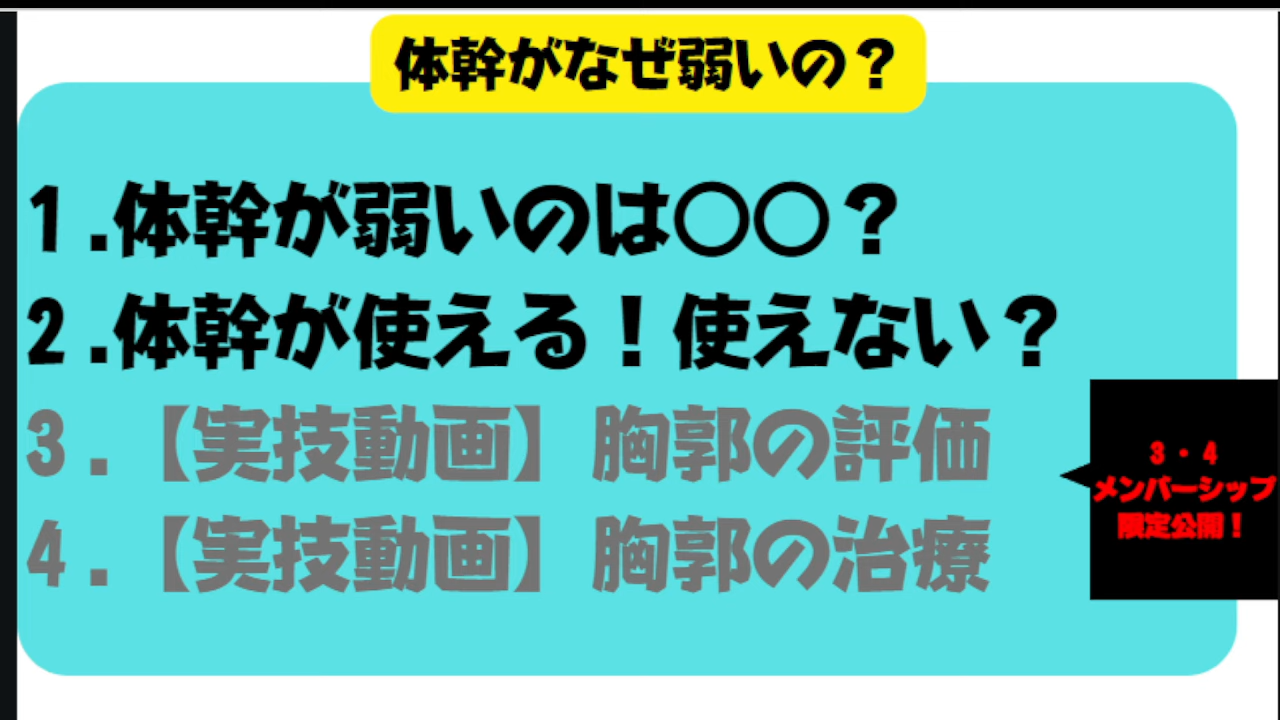 体幹がなぜ弱いの？
1.体幹が弱いのは〇〇？
2.体幹が使える！使えない？
3.【実技動画】胸郭の評価
4.【実技動画】胸郭の治療
3・4
メンバーシップ
限定公開！